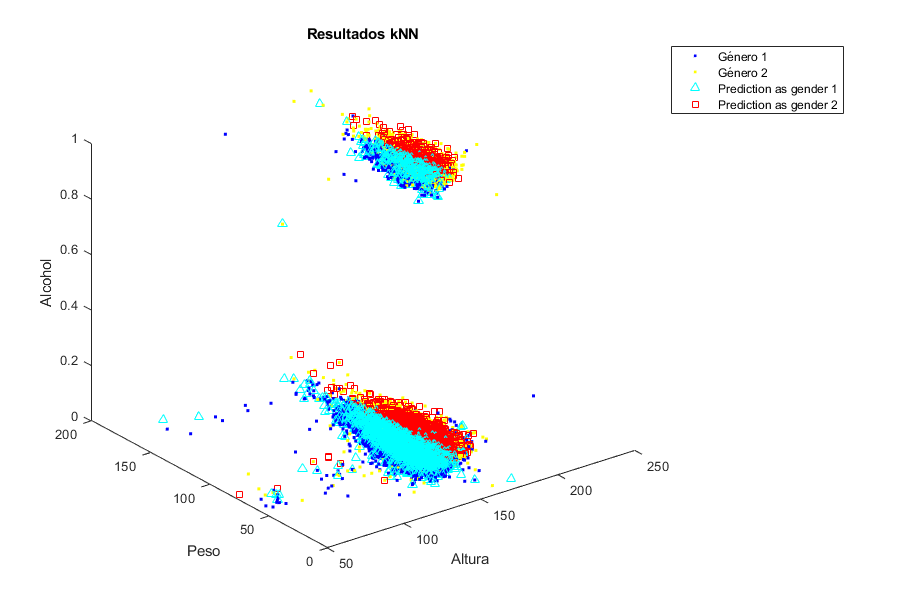 Resultados kNN
Género 1
Género 2
Prediction as gender 1
Prediction as gender 2
1
0.8
0.6
0.4
0.2
0
Alcohol
200
150
100
50
0
Peso
50
100
150
200
250
Altura